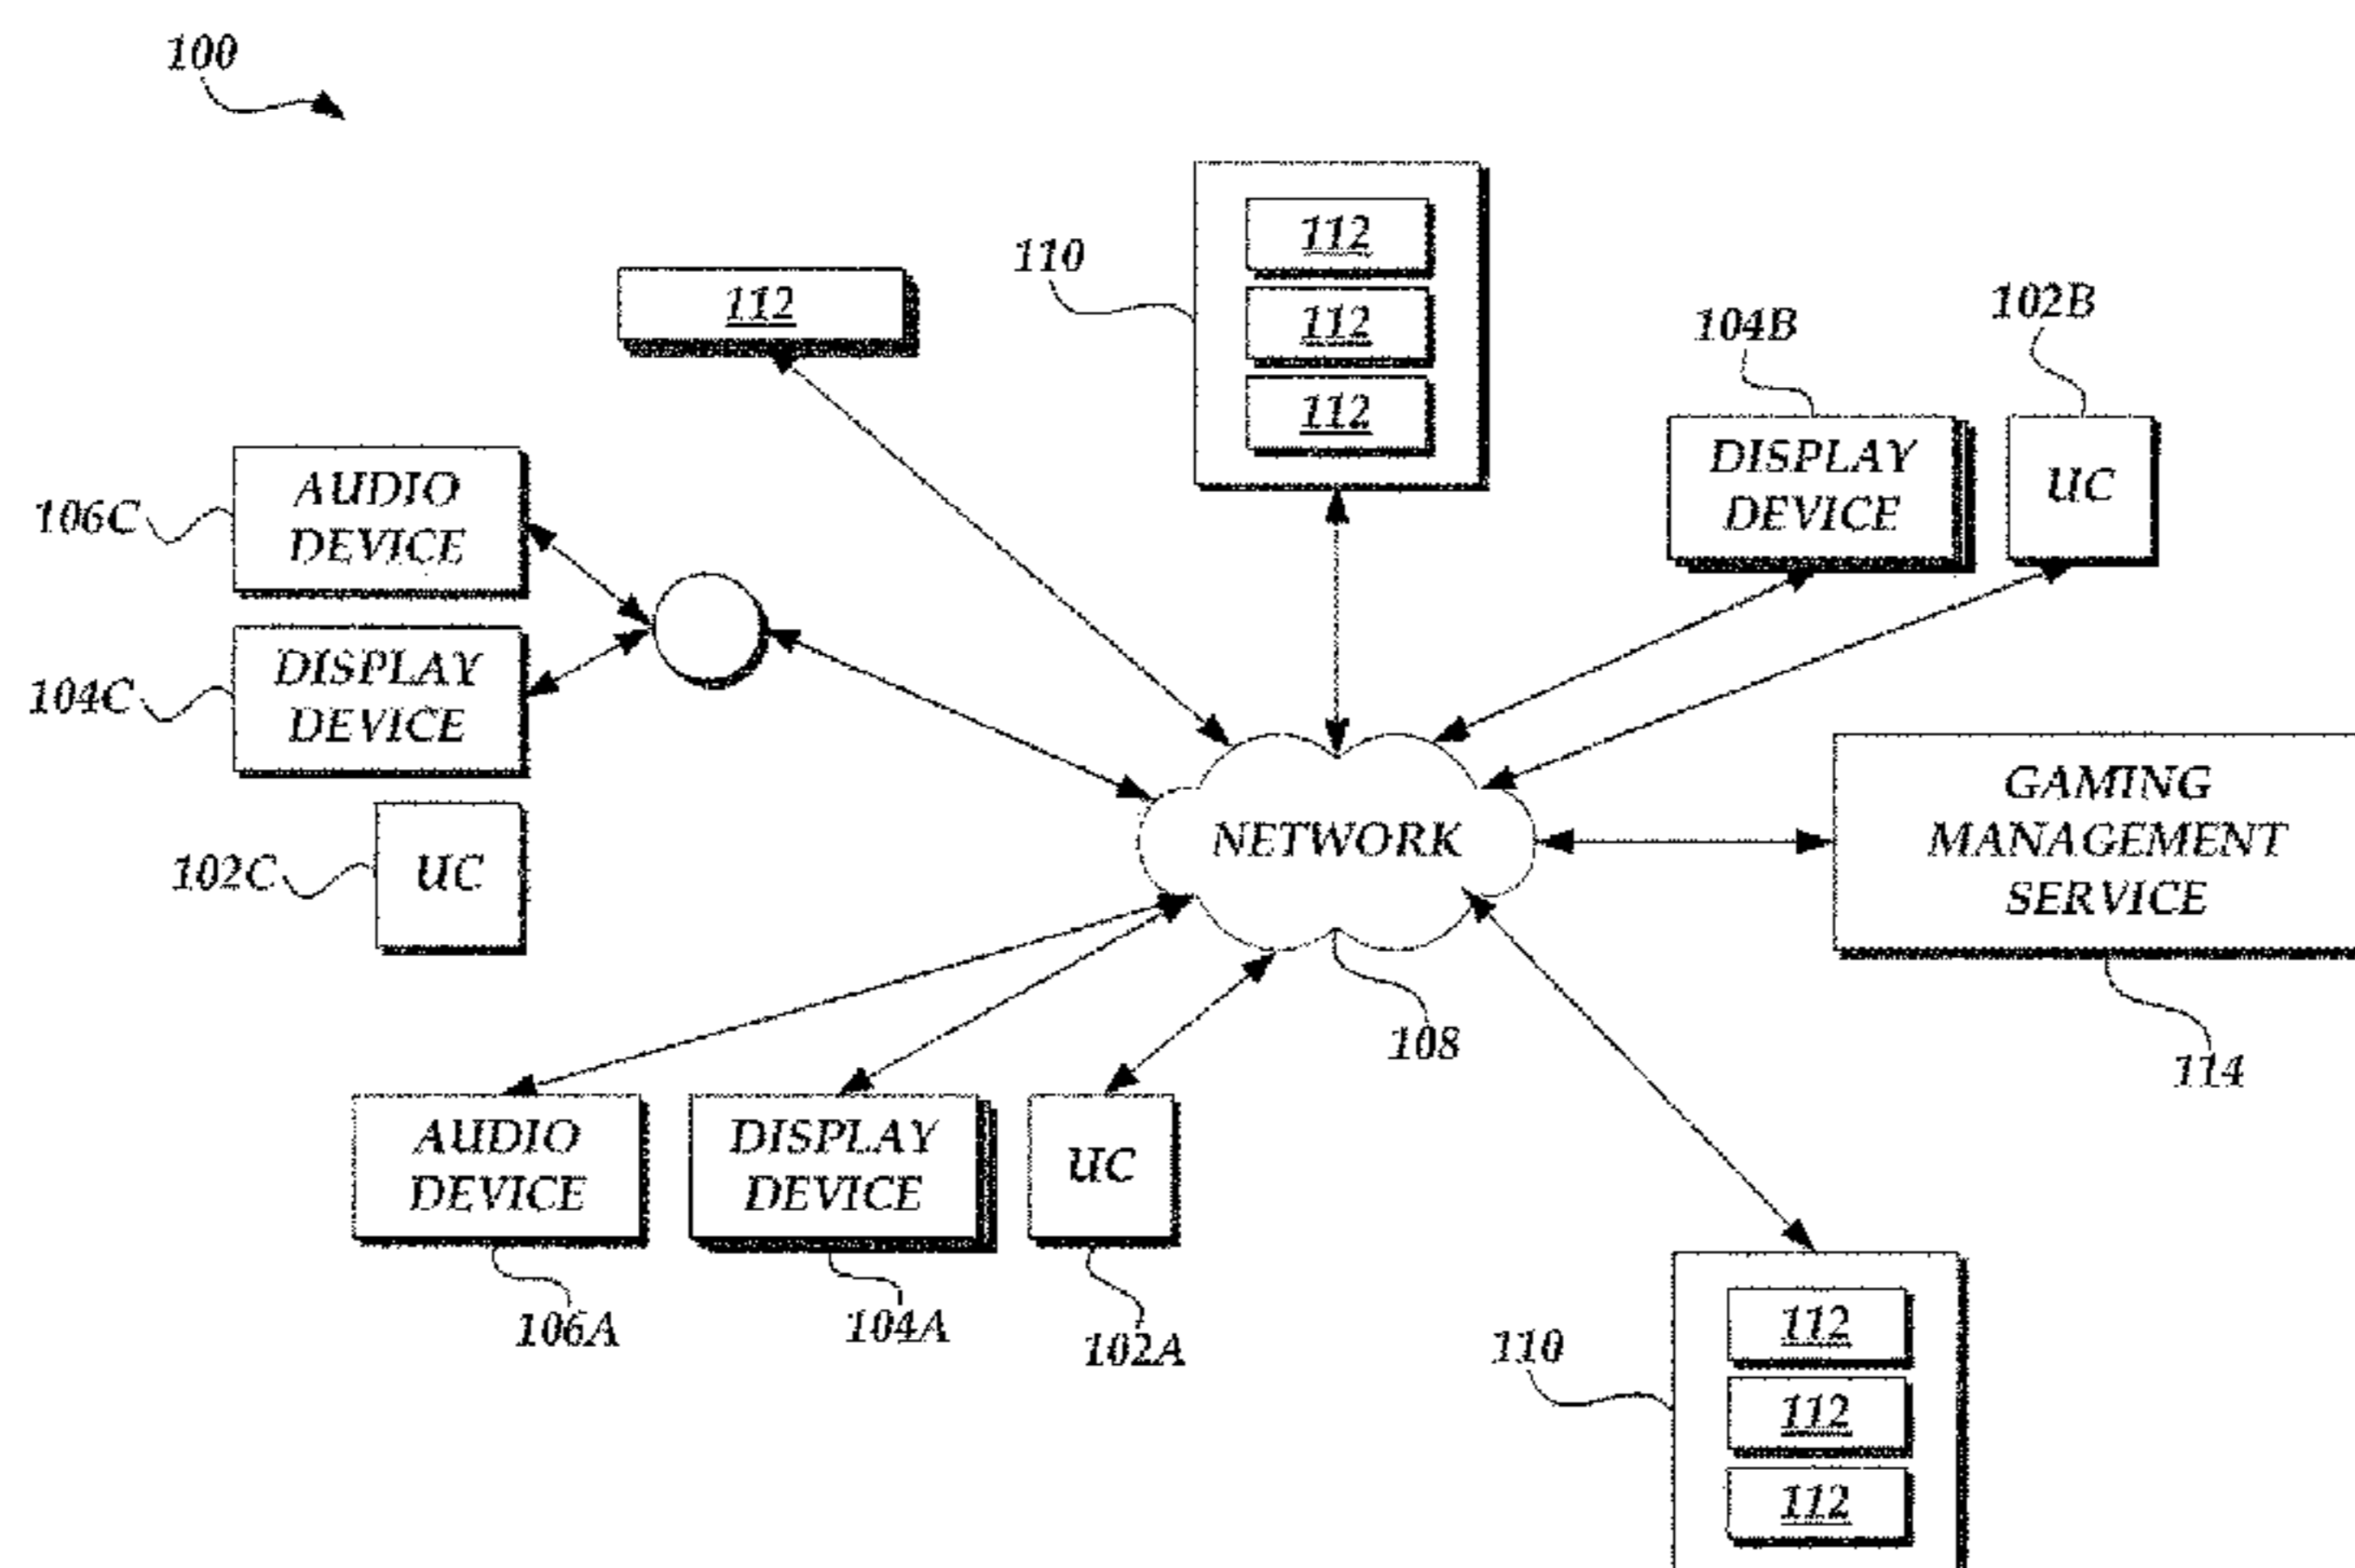 100
112
110
112
112
112
104B
102B
DISPLAY
DEVICE
UC
106C
AUDIO
DEVICE
104C
DISPLAY
DEVICE
102C
UC
NETWORK
108
GAMING
MANAGEMENT
SERVICE
114
AUDIO
DEVICE
106A
DISPLAY
DEVICE
104A
UC
102A
110
112
112
112